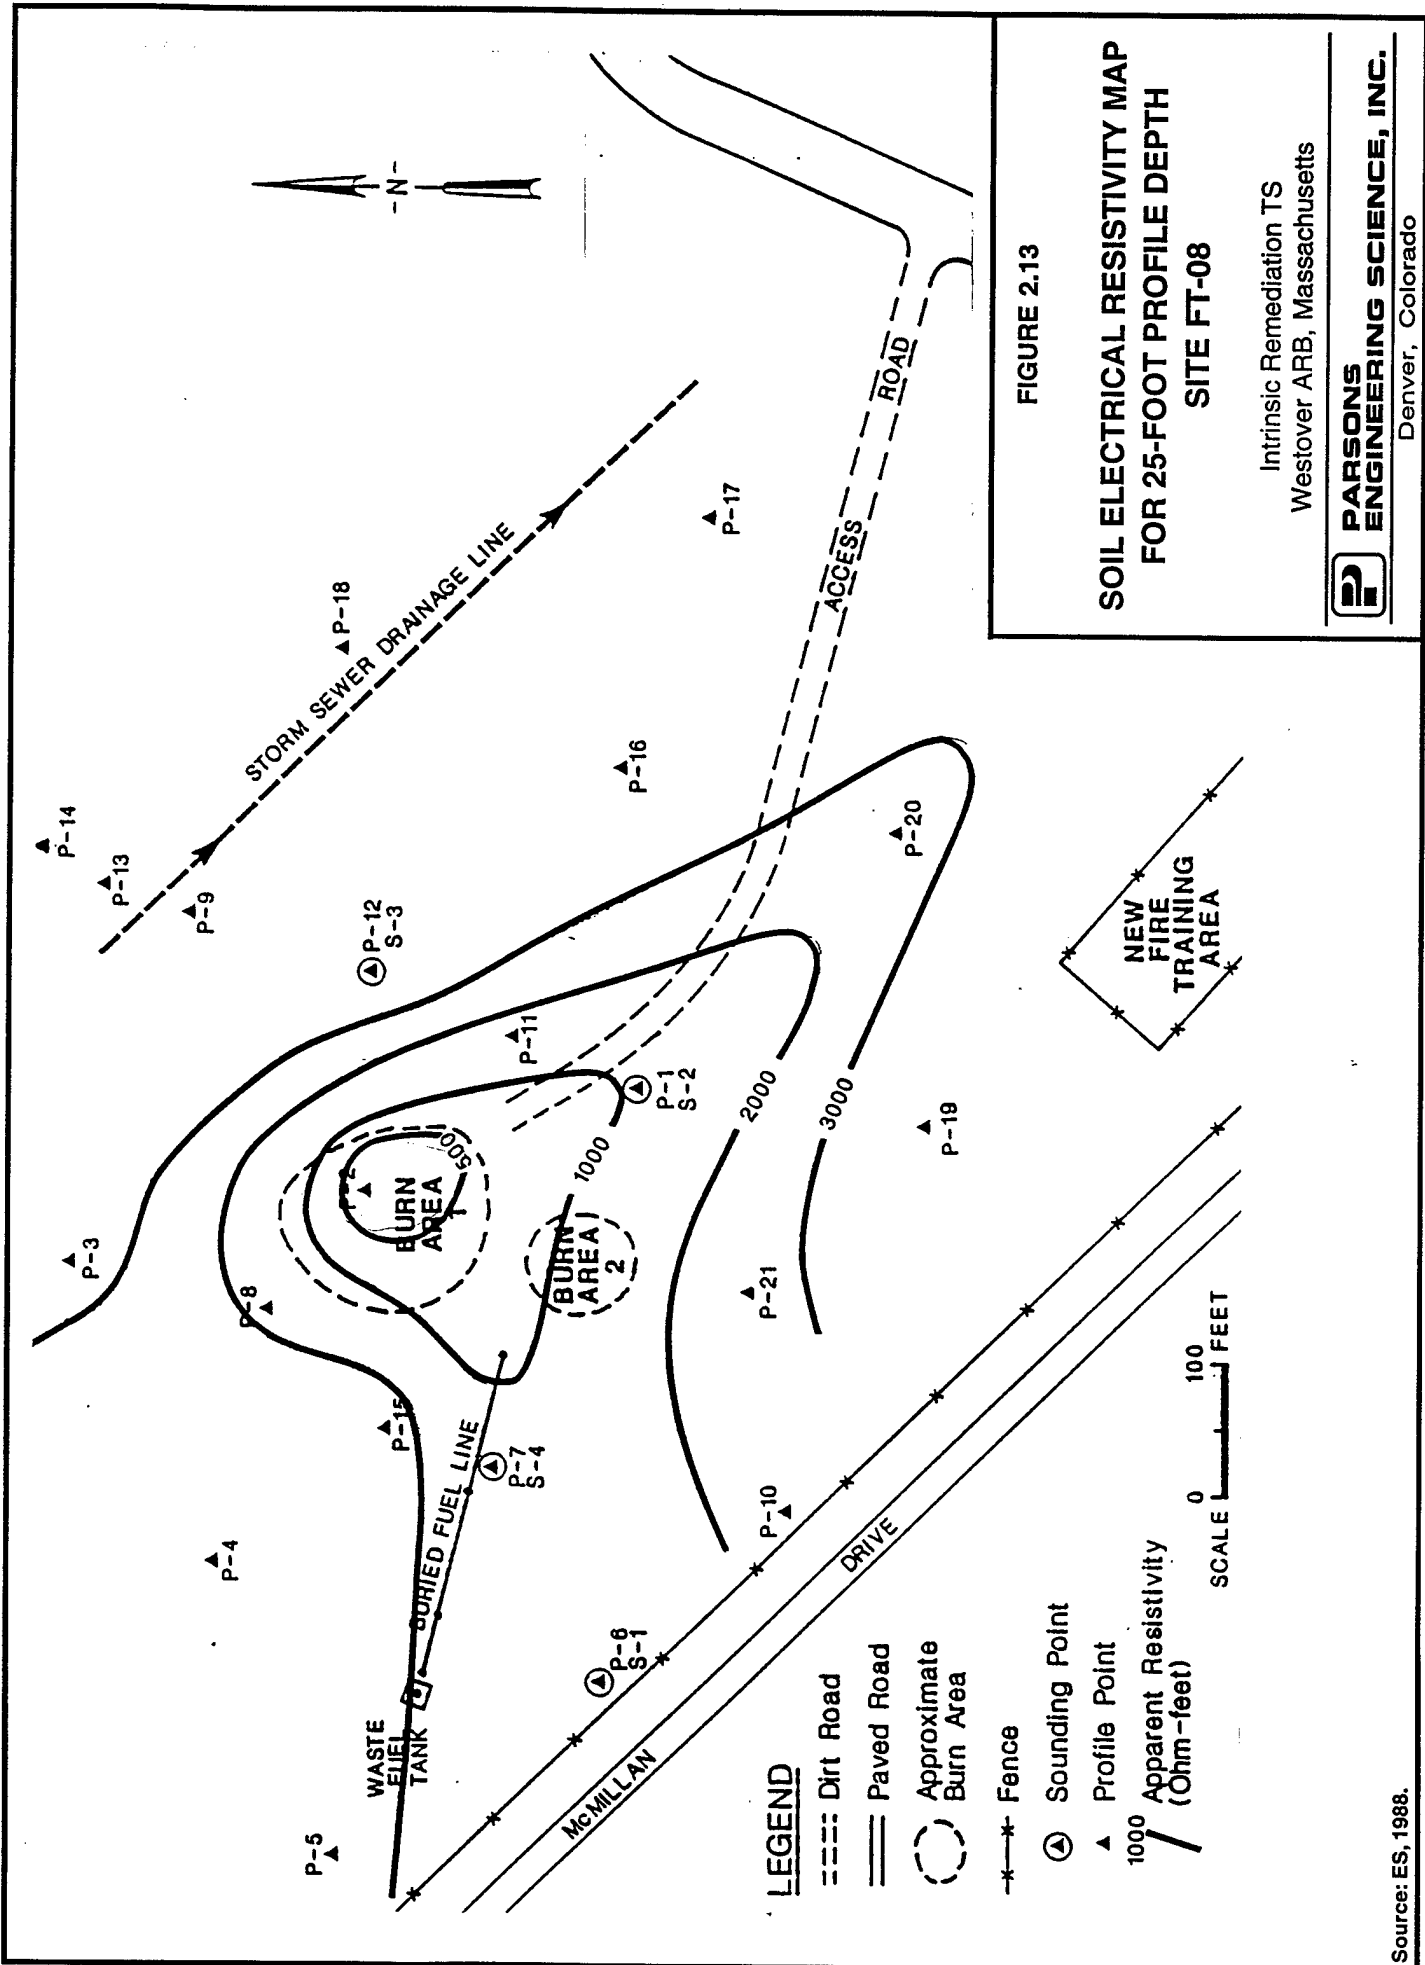 P-14
P-13
P-9
P-3
P-8
P-4
P-5
P-18
STORM SEWER DRAINAGE LINE
-N-
P-12
S-3
P-11
P-15
P-16
P-17
P-1
S-2
P-7
S-4
P-6
S-1
P-10
P-21
P-19
P-20
BURN
AREA
1
500
1000
2000
3000
BURN
AREA
2
BURIED FUEL LINE
WASTE
FUEL
TANK
ACCESS ROAD
NEW
FIRE
TRAINING
AREA
McMILLAN DRIVE
LEGEND
Dirt Road
Paved Road
Approximate
Burn Area
Fence
Sounding Point
Profile Point
1000
Apparent Resistivity
(Ohm-feet)
0 100
SCALE FEET
FIGURE 2.13
SOIL ELECTRICAL RESISTIVITY MAP
FOR 25-FOOT PROFILE DEPTH
SITE FT-08
Intrinsic Remediation TS
Westover ARB, Massachusetts
PARSONS
ENGINEERING SCIENCE, INC.
Denver, Colorado
Source: ES, 1988.